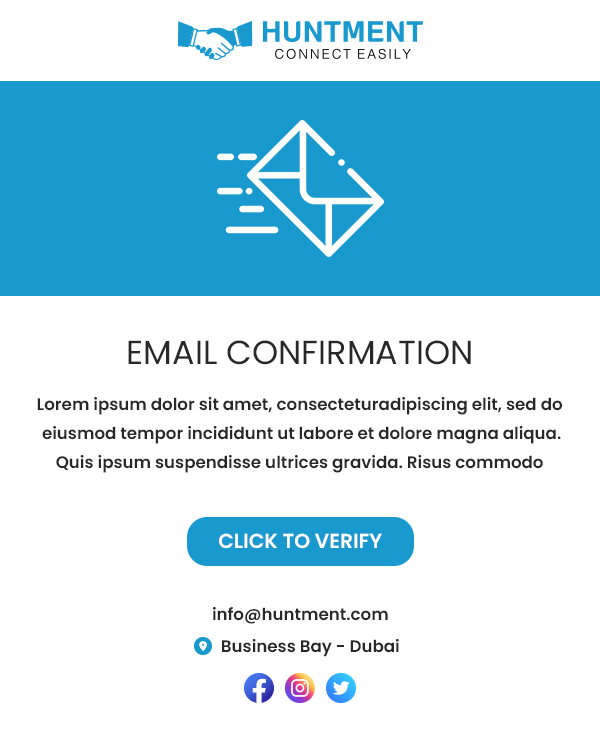 HUNTMENT
CONNECT EASILY
EMAIL CONFIRMATION
Lorem ipsum dolor sit amet, consecteturadipiscing elit, sed do
eiusmod tempor incididunt ut labore et dolore magna aliqua.
Quis ipsum suspendisse ultrices gravida. Risus commodo
CLICK TO VERIFY
info@huntment.com
Business Bay - Dubai